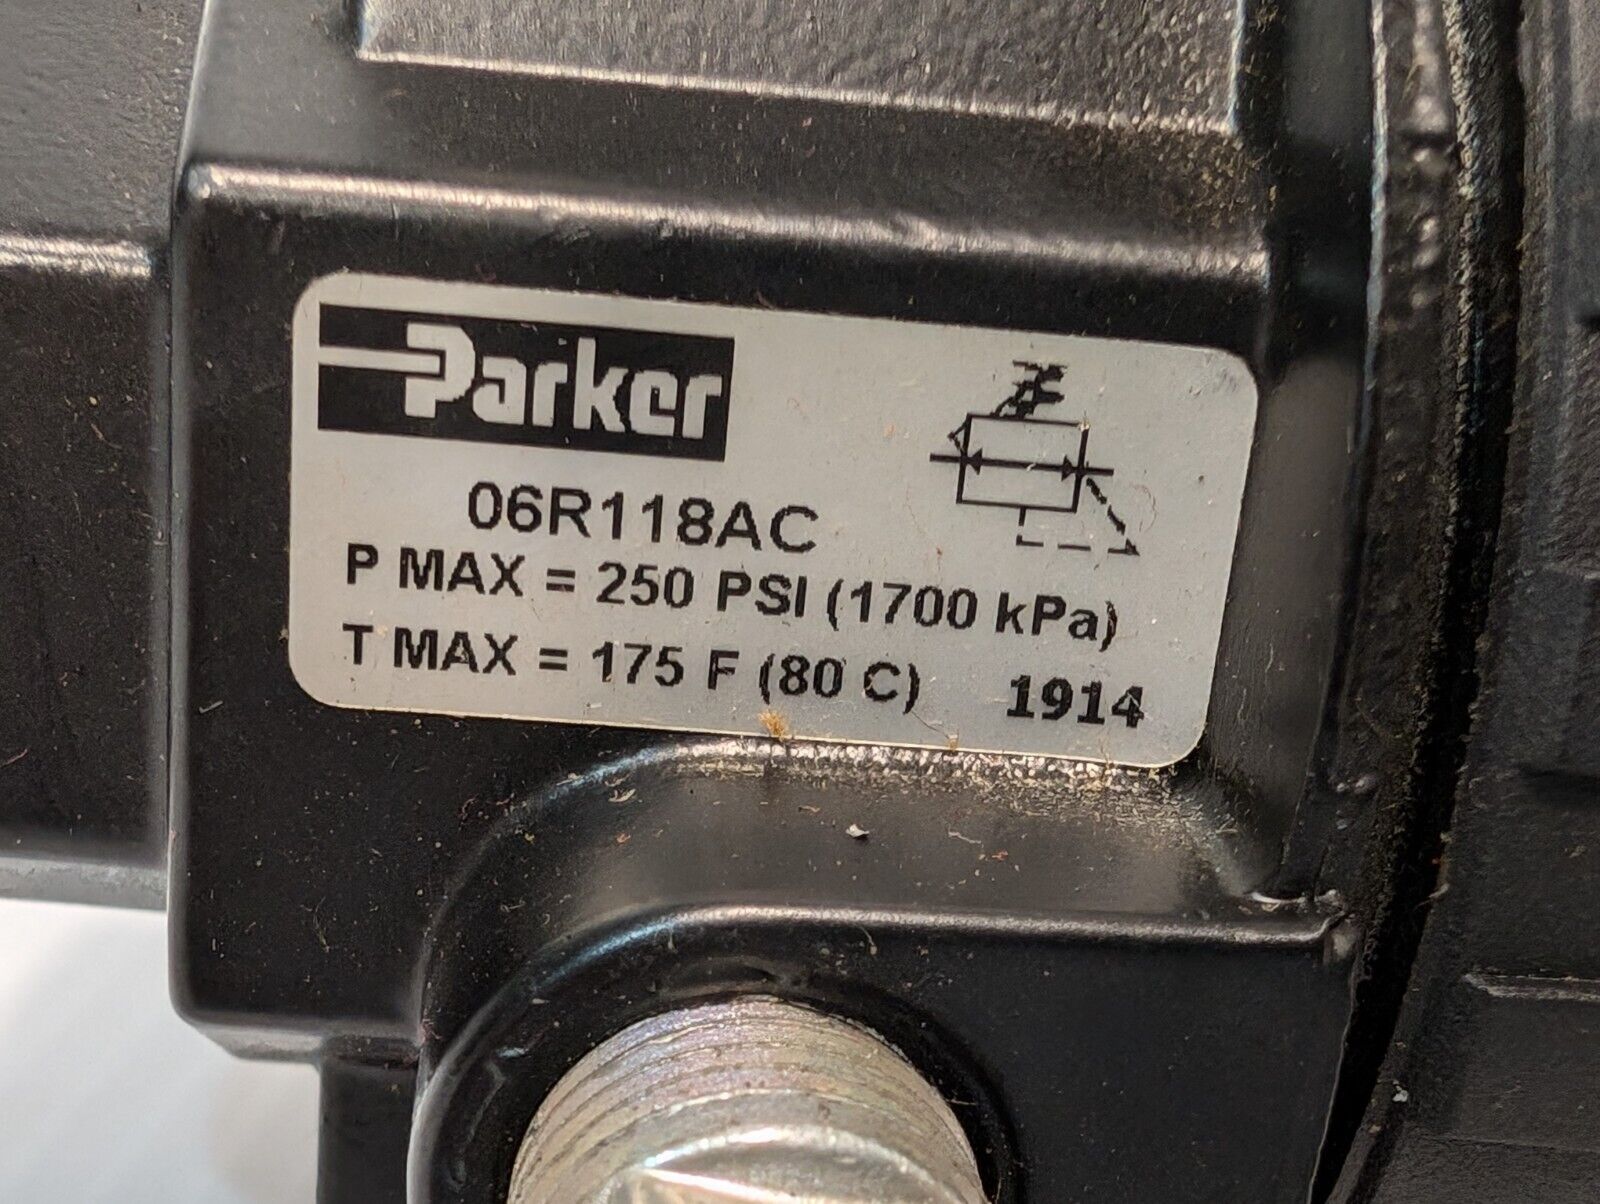 Parker
06R118AC
P MAX = 250 PSI (1700 kPa)
T MAX = 175 F (80 C) 1914